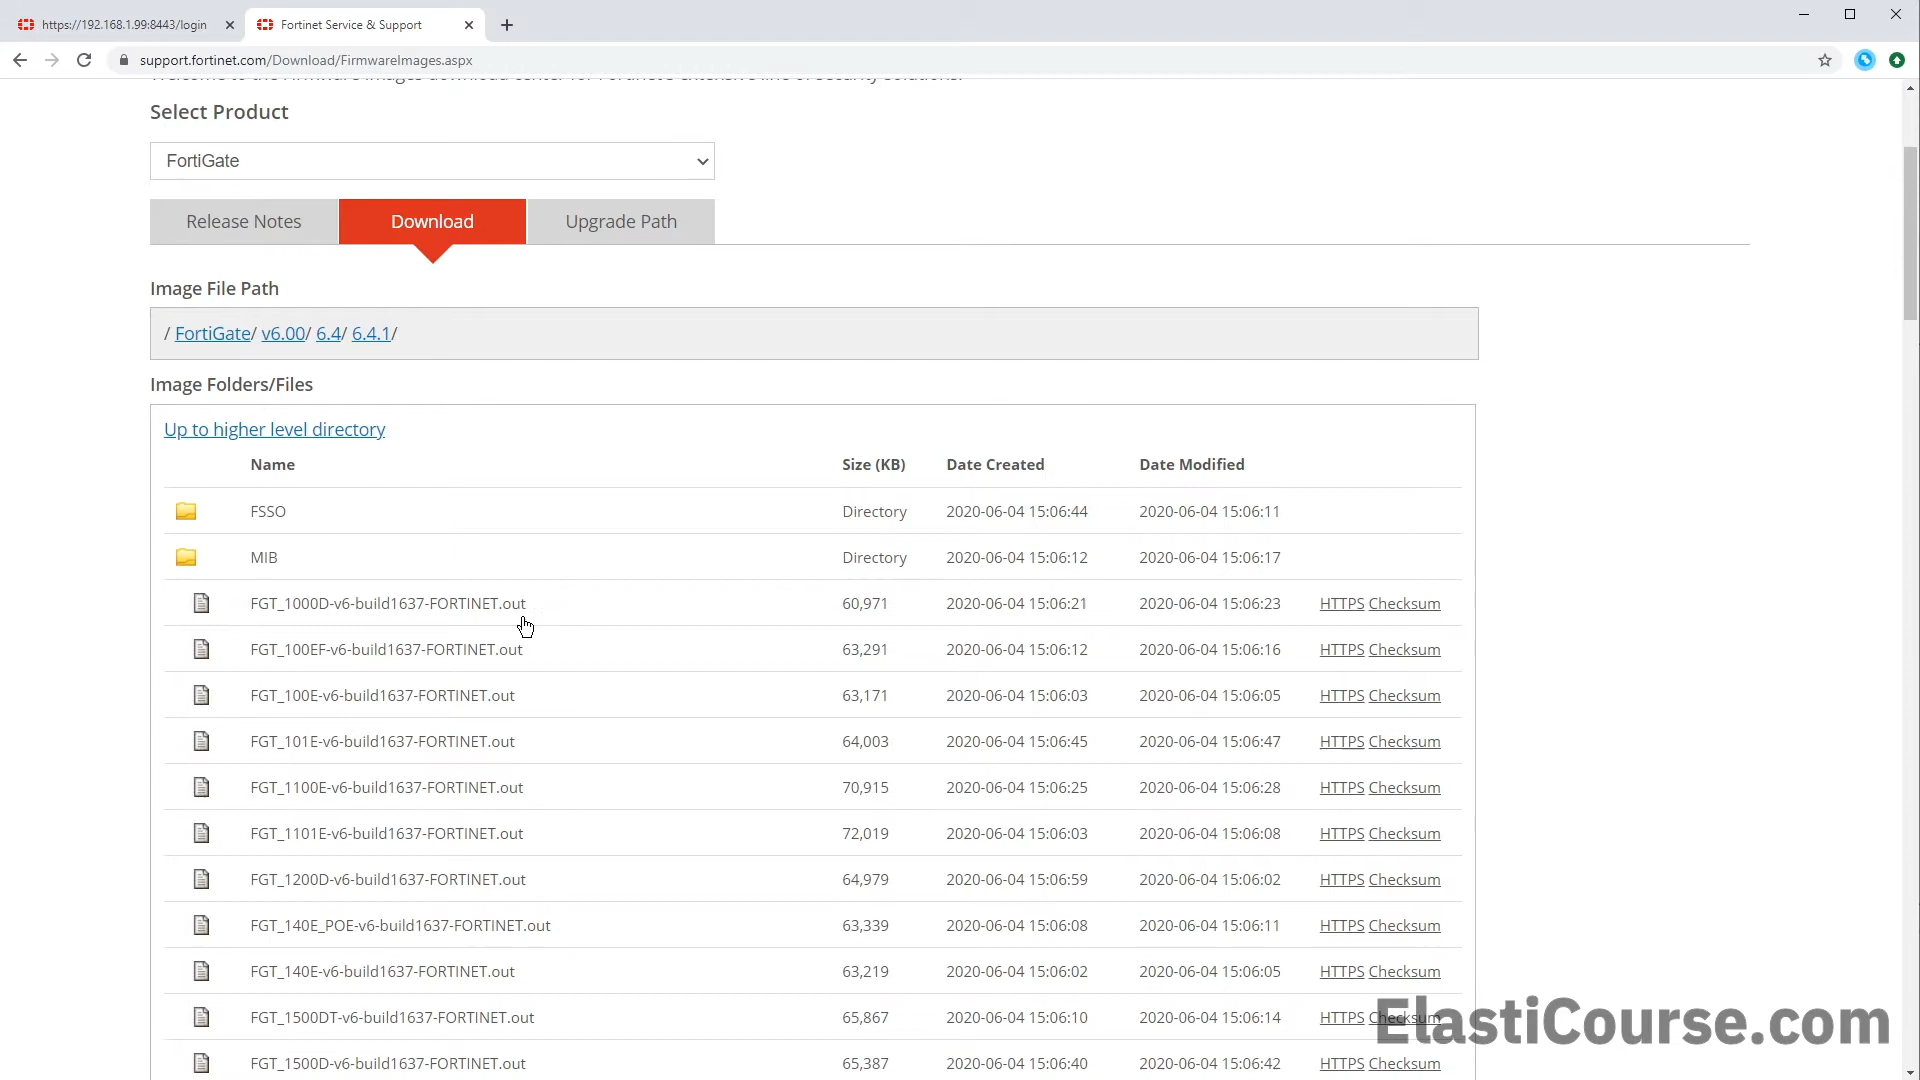 https://192.168.1.99:8443/login
Fortinet Service & Support
support.fortinet.com/Download/FirmwareImages.aspx
Welcome to the Firmware Images download center for Fortinet's extensive line of security solutions.
Select Product
FortiGate
Release Notes Download Upgrade Path
Image File Path
/ FortiGate/ v6.00/ 6.4/ 6.4.1/
Image Folders/Files
Up to higher level directory
Name Size (KB) Date Created Date Modified
FSSO Directory 2020-06-04 15:06:44 2020-06-04 15:06:11
MIB Directory 2020-06-04 15:06:12 2020-06-04 15:06:17
FGT_1000D-v6-build1637-FORTINET.out 60,971 2020-06-04 15:06:21 2020-06-04 15:06:23 HTTPS Checksum
FGT_100EF-v6-build1637-FORTINET.out 63,291 2020-06-04 15:06:12 2020-06-04 15:06:16 HTTPS Checksum
FGT_100E-v6-build1637-FORTINET.out 63,171 2020-06-04 15:06:03 2020-06-04 15:06:05 HTTPS Checksum
FGT_101E-v6-build1637-FORTINET.out 64,003 2020-06-04 15:06:45 2020-06-04 15:06:47 HTTPS Checksum
FGT_1100E-v6-build1637-FORTINET.out 70,915 2020-06-04 15:06:25 2020-06-04 15:06:28 HTTPS Checksum
FGT_1101E-v6-build1637-FORTINET.out 72,019 2020-06-04 15:06:03 2020-06-04 15:06:08 HTTPS Checksum
FGT_1200D-v6-build1637-FORTINET.out 64,979 2020-06-04 15:06:59 2020-06-04 15:06:02 HTTPS Checksum
FGT_140E_POE-v6-build1637-FORTINET.out 63,339 2020-06-04 15:06:08 2020-06-04 15:06:11 HTTPS Checksum
FGT_140E-v6-build1637-FORTINET.out 63,219 2020-06-04 15:06:02 2020-06-04 15:06:05 HTTPS Checksum
FGT_1500DT-v6-build1637-FORTINET.out 65,867 2020-06-04 15:06:10 2020-06-04 15:06:14 HTTPS Checksum
ElastiCourse.com
FGT_1500D-v6-build1637-FORTINET.out 65,387 2020-06-04 15:06:40 2020-06-04 15:06:42 HTTPS Checksum